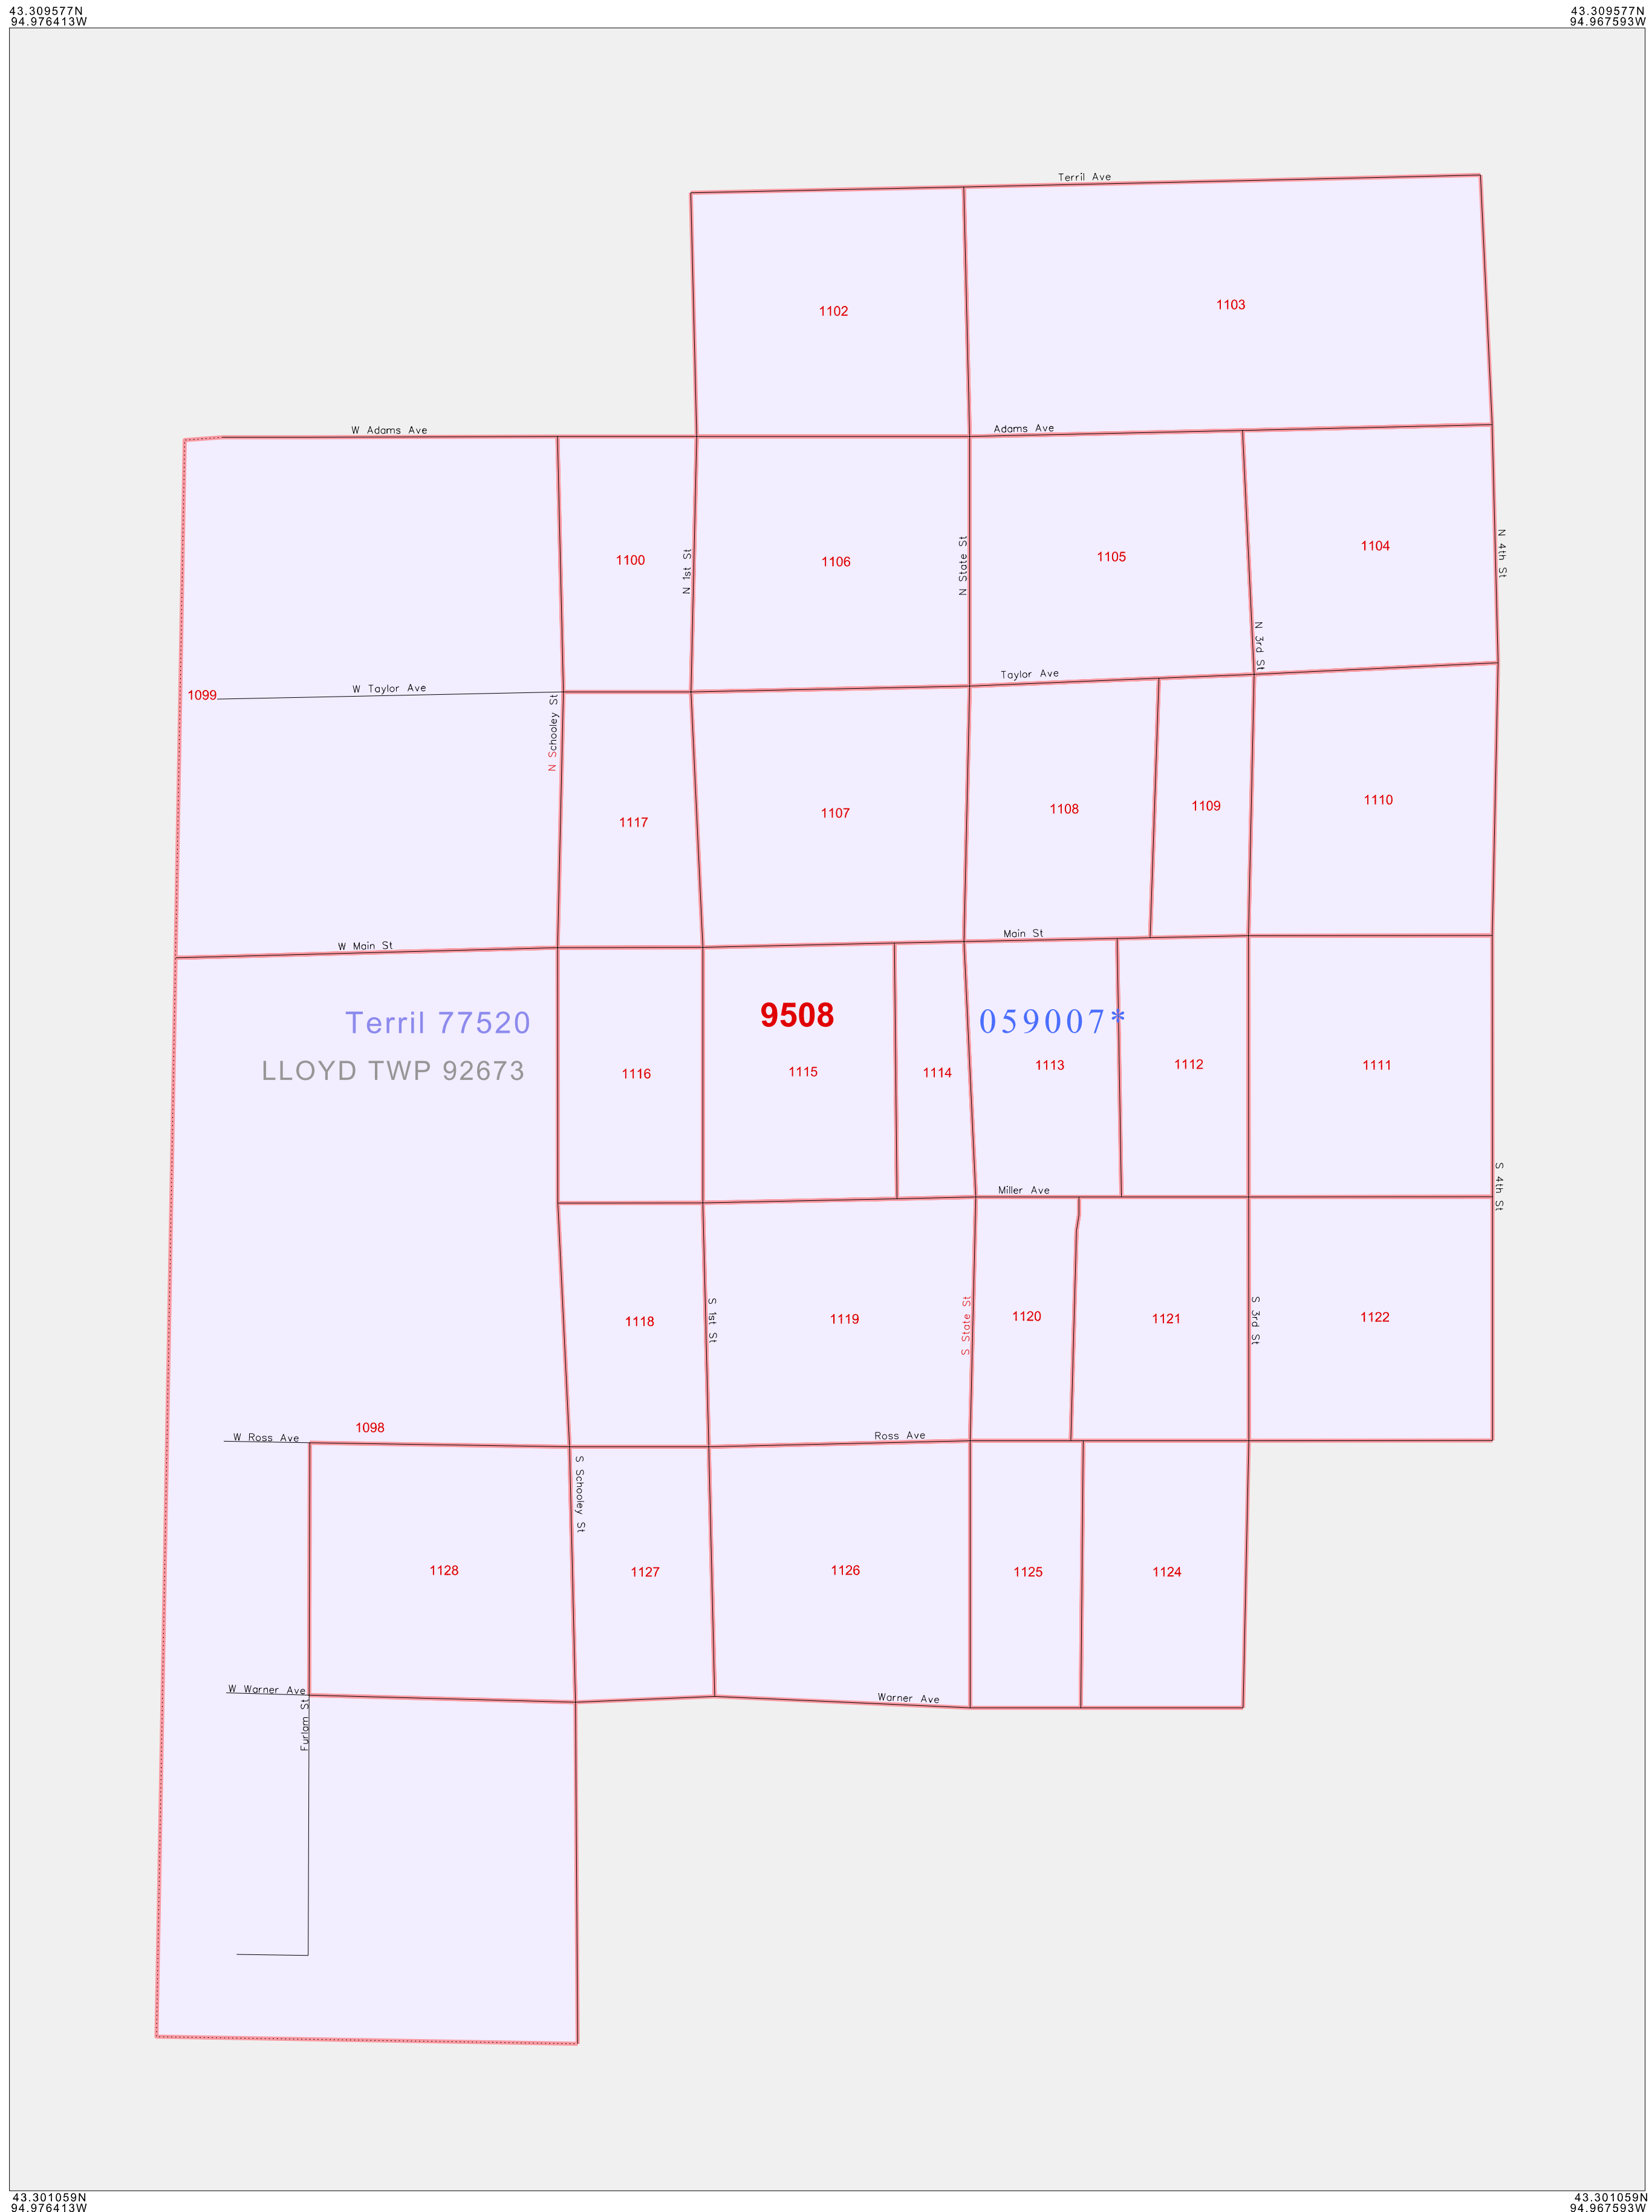 43.309577N
94.976413W
43.309577N
94.967593W
Terril Ave
1102
1103
W Adams Ave
Adams Ave
1100
N 1st St
1106
N State St
1105
1104
N 4th St
N 3rd St
1099
W Taylor Ave
Taylor Ave
N Schooley St
1117
1107
1108
1109
1110
W Main St
Main St
Terril 77520
9508
059007*
LLOYD TWP 92673
1116
1115
1114
1113
1112
1111
Miller Ave
S 4th St
1118
S 1st St
1119
S State St
1120
1121
S 3rd St
1122
1098
W Ross Ave
Ross Ave
S Schooley St
1128
1127
1126
1125
1124
W Warner Ave
Warner Ave
Furlam St
43.301059N
94.976413W
43.301059N
94.967593W